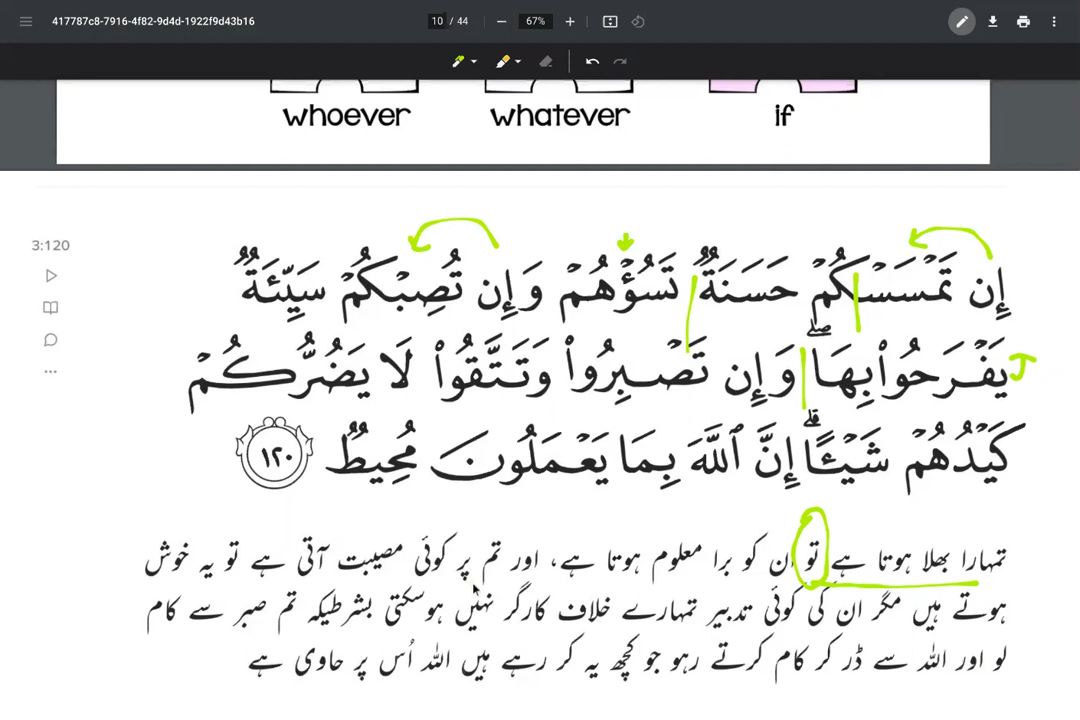 417787c8-7916-4f82-9d4d-1922f9d43b16
10 / 44
67%
whoever whatever if
3:120
إِن تَمْسَسْكُمْ حَسَنَةٌ تَسُؤْهُمْ وَإِن تُصِبْكُمْ سَيِّئَةٌ
يَفْرَحُوا۟ بِهَا ۖ وَإِن تَصْبِرُوا۟ وَتَتَّقُوا۟ لَا يَضُرُّكُمْ
كَيْدُهُمْ شَيْـًٔا ۗ إِنَّ ٱللَّهَ بِمَا يَعْمَلُونَ مُحِيطٌ ١٢٠
تمہارا بھلا ہوتا ہے تو ان کو برا معلوم ہوتا ہے، اور تم پر کوئی مصیبت آتی ہے تو یہ خوش
ہوتے ہیں مگر ان کی کوئی تدبیر تمہارے خلاف کارگر نہیں ہوسکتی بشرطیکہ تم صبر سے کام
لو اور اللہ سے ڈر کر کام کرتے رہو جو کچھ یہ کر رہے ہیں اللہ اُس پر حاوی ہے